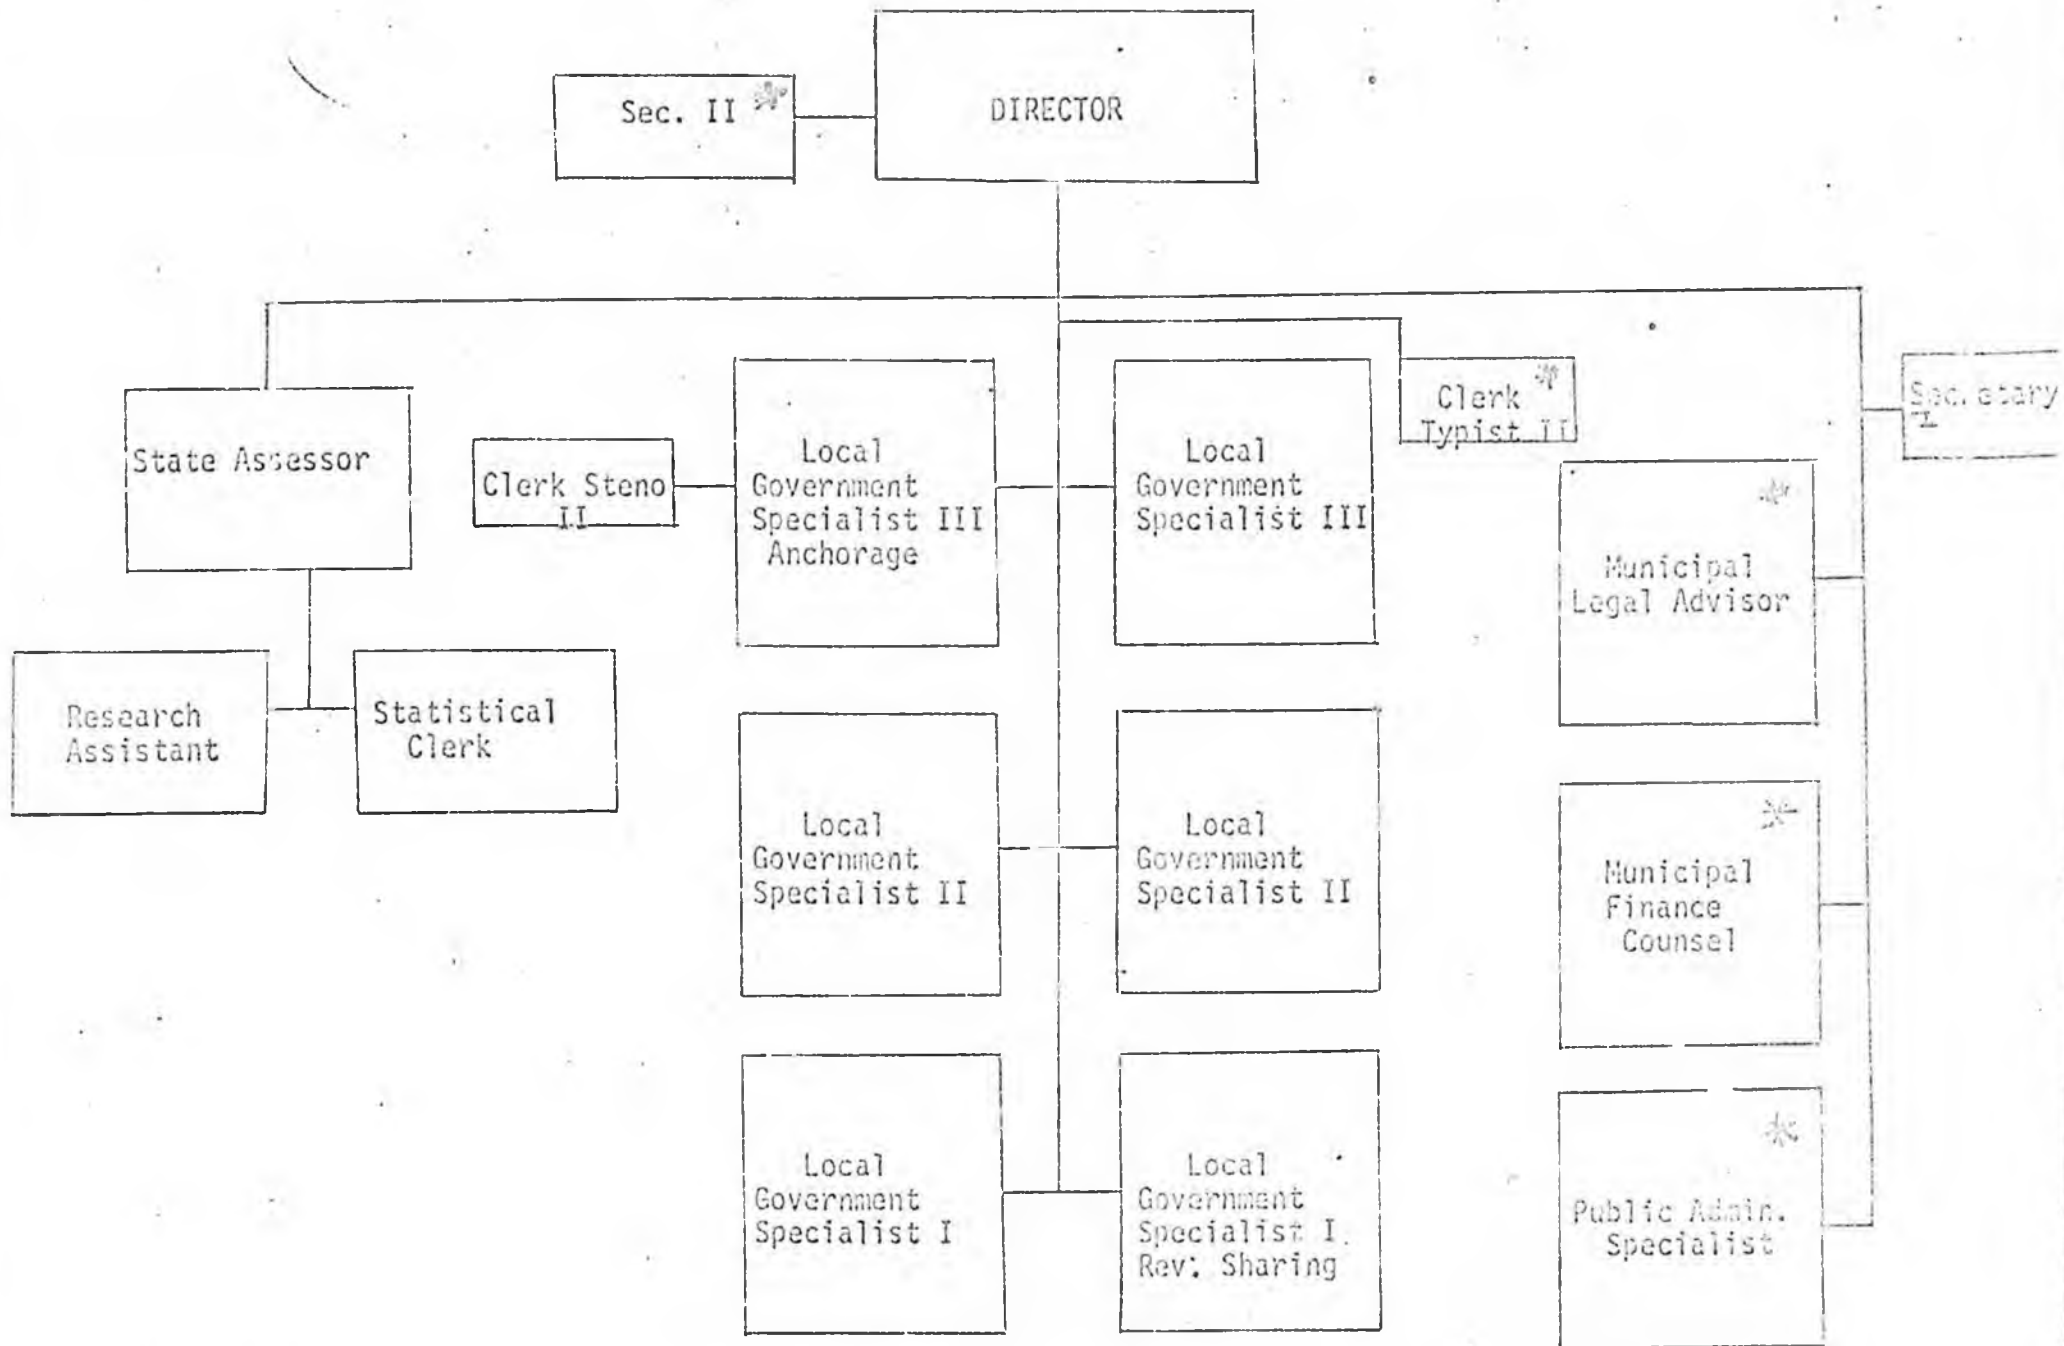 Sec. II
DIRECTOR
State Assessor
Clerk Steno
II
Local
Government
Specialist III
Anchorage
Local
Government
Specialist III
Clerk
Typist II
Secretary
I
Municipal
Legal Advisor
Research
Assistant
Statistical
Clerk
Local
Government
Specialist II
Local
Government
Specialist II
Municipal
Finance
Counsel
Local
Government
Specialist I
Local
Government
Specialist I
Rev. Sharing
Public Admin.
Specialist